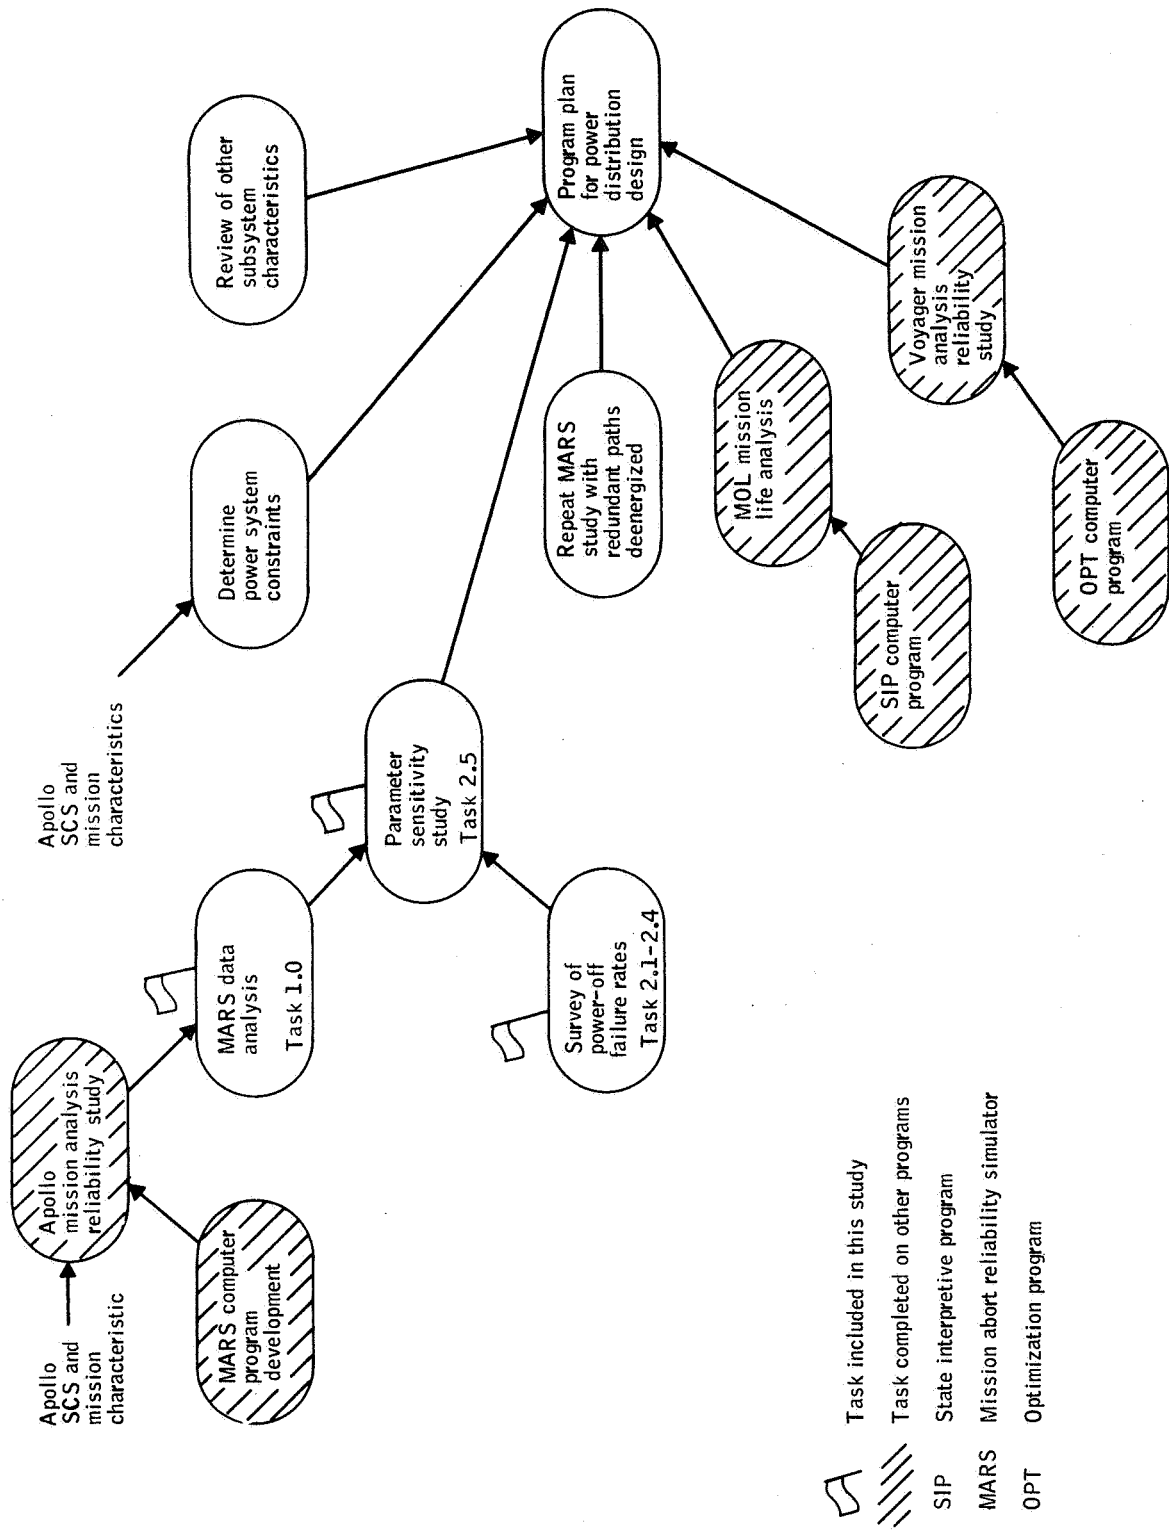 Apollo
SCS and
mission
characteristic
Apollo
mission analysis
reliability study
MARS computer
program
development
MARS data
analysis
Task 1.0
Survey of
power-off
failure rates
Task 2.1-2.4
Parameter
sensitivity
study
Task 2.5
Apollo
SCS and
mission
characteristics
Determine
power system
constraints
Review of other
subsystem
characteristics
Repeat MARS
study with
redundant paths
deenergized
MOL mission
life analysis
SIP computer
program
Voyager mission
analysis
reliability
study
OPT computer
program
Program plan
for power
distribution
design
Task included in this study
Task completed on other programs
SIP State interpretive program
MARS Mission abort reliability simulator
OPT Optimization program